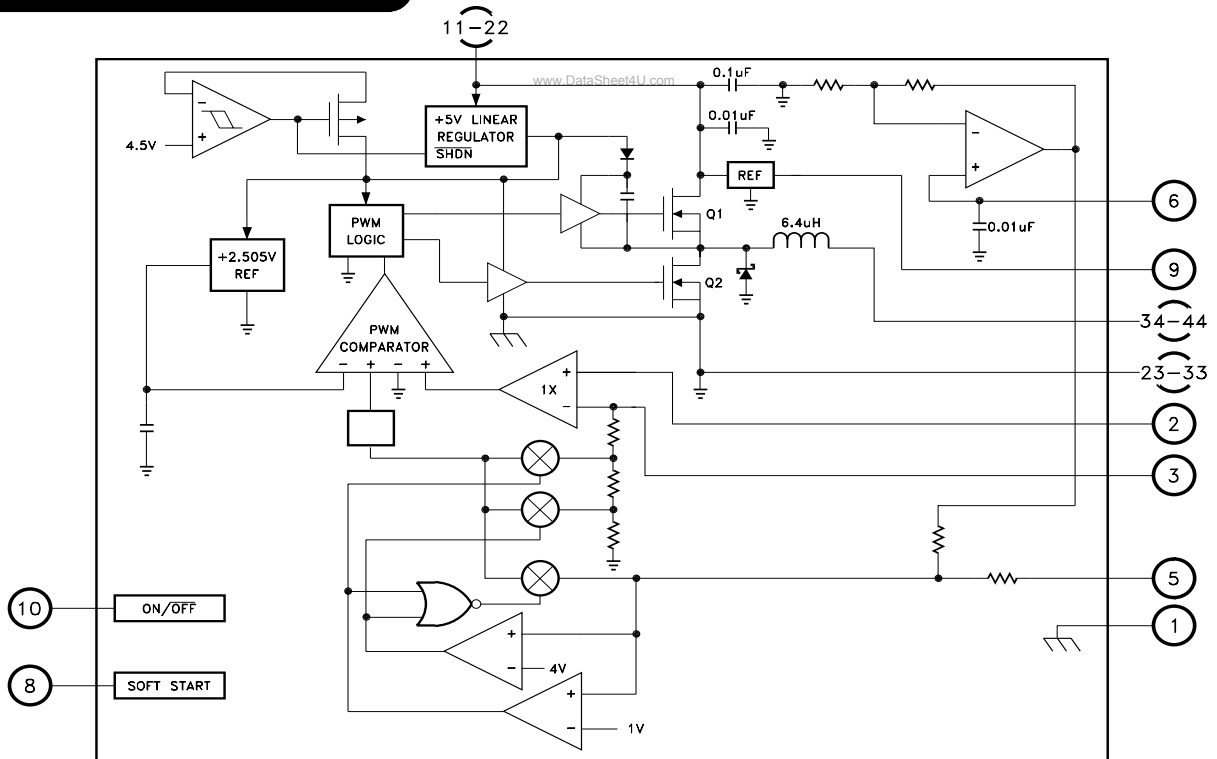 11-22
www.DataSheet4U.com
0.1uF
-
+
4.5V
+5V LINEAR
REGULATOR
SHDN
0.01uF
-
+
REF
6
PWM
LOGIC
Q1
6.4uH
0.01uF
+2.505V
REF
9
Q2
34-44
PWM
COMPARATOR
- + - +
23-33
1X
+
-
2
3
5
10
ON/OFF
1
+
-
4V
8
SOFT START
+
-
1V